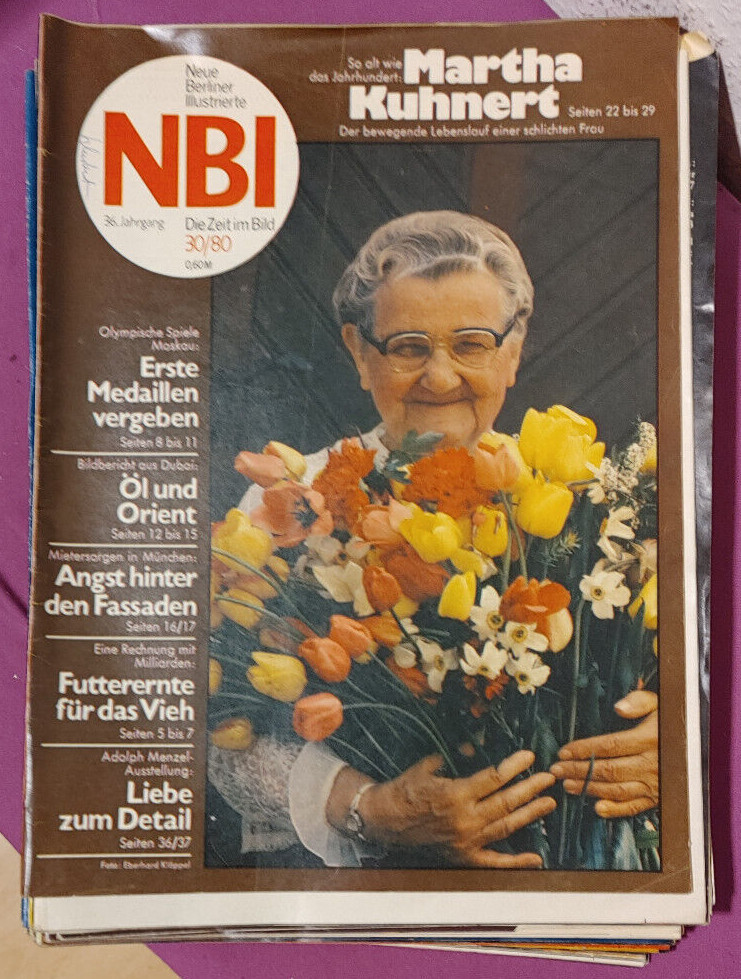 Neue
Berliner
Illustrierte
NBI
36. Jahrgang
Die Zeit im Bild
30/80
0,60M
So alt wie
das Jahrhundert:
Martha
Kuhnert
Seiten 22 bis 29
Der bewegende Lebenslauf einer schlichten Frau
Olympische Spiele
Moskau:
Erste
Medaillen
vergeben
Seiten 8 bis 11
Bildbericht aus Dubai:
Öl und
Orient
Seiten 12 bis 15
Mietersorgen in München:
Angst hinter
den Fassaden
Seiten 16/17
Eine Rechnung mit
Milliarden:
Futterernte
für das Vieh
Seiten 5 bis 7
Adolph Menzel-
Ausstellung:
Liebe
zum Detail
Seiten 36/37
Foto: Eberhard Klöppel